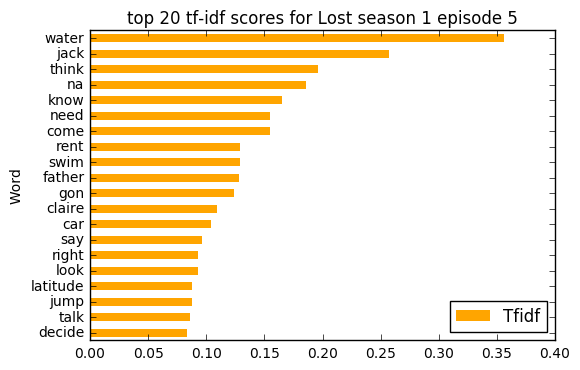 top 20 tf-idf scores for Lost season 1 episode 5
Word
water
jack
think
na
know
need
come
rent
swim
father
gon
claire
car
say
right
look
latitude
jump
talk
decide
Tfidf
0.00 0.05 0.10 0.15 0.20 0.25 0.30 0.35 0.40